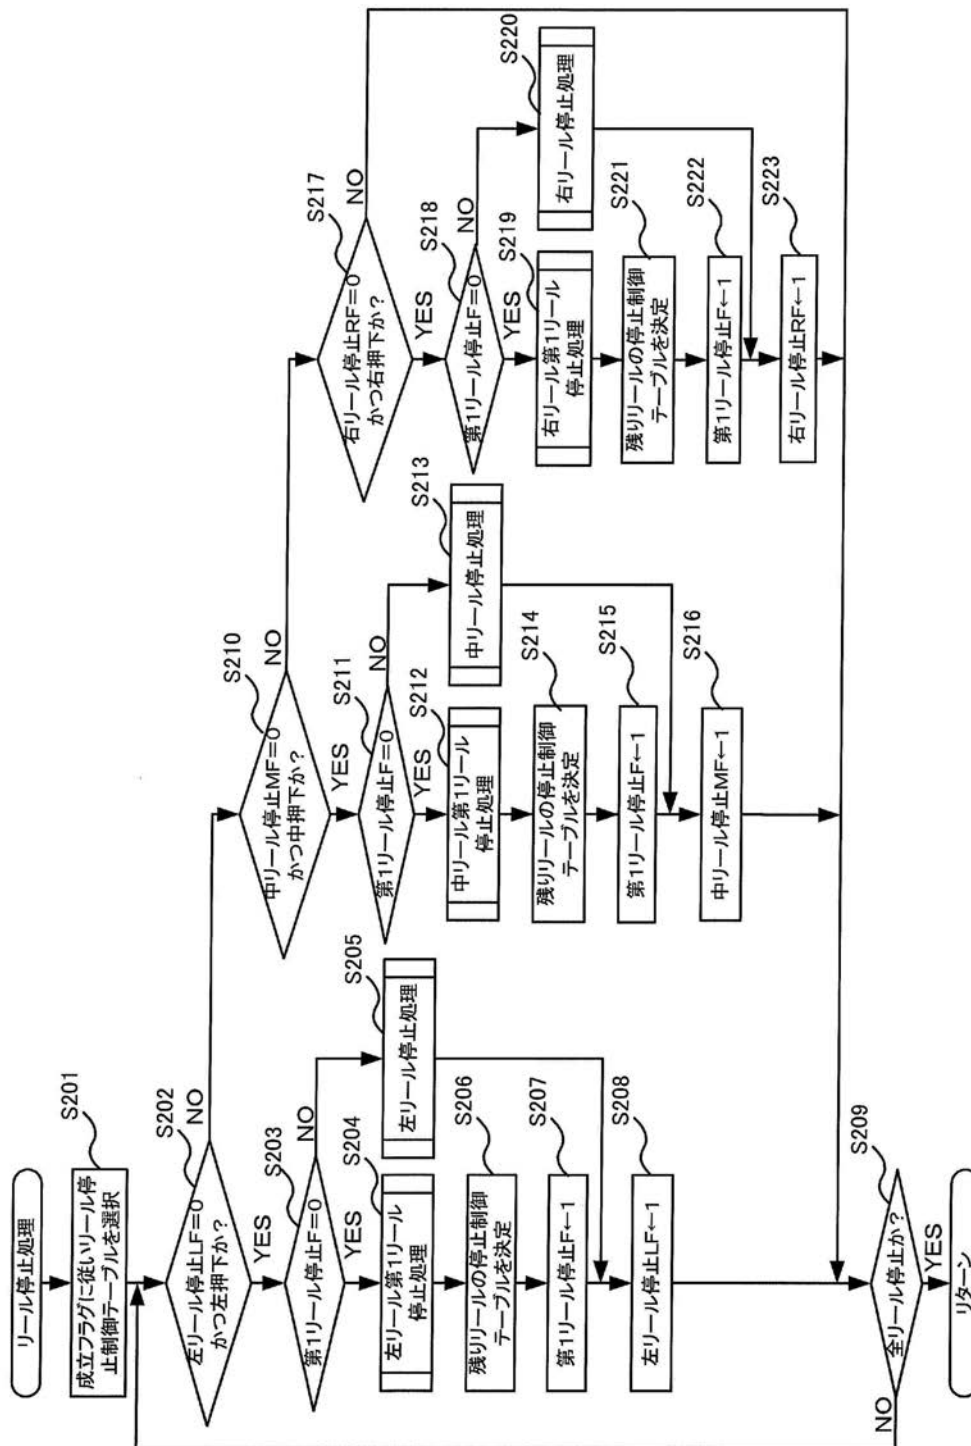 リール停止処理
S201
成立フラグに従いリール停
止制御テーブルを選択
S202
左リール停止LF=0
かつ左押下か?
NO
YES
S203
第1リール停止F=0
NO
YES
S204
左リール第1リール
停止処理
S205
左リール停止処理
S206
残りリールの停止制御
テーブルを決定
S207
第1リール停止F←1
S208
左リール停止LF←1
S209
全リール停止か?
NO
YES
リターン
S210
中リール停止MF=0
かつ中押下か?
NO
YES
S211
第1リール停止F=0
NO
YES
S212
中リール第1リール
停止処理
S213
中リール停止処理
S214
残りリールの停止制御
テーブルを決定
S215
第1リール停止F←1
S216
中リール停止MF←1
S217
右リール停止RF=0
かつ右押下か?
NO
YES
S218
第1リール停止F=0
NO
YES
S219
右リール第1リール
停止処理
S220
右リール停止処理
S221
残りリールの停止制御
テーブルを決定
S222
第1リール停止F←1
S223
右リール停止RF←1